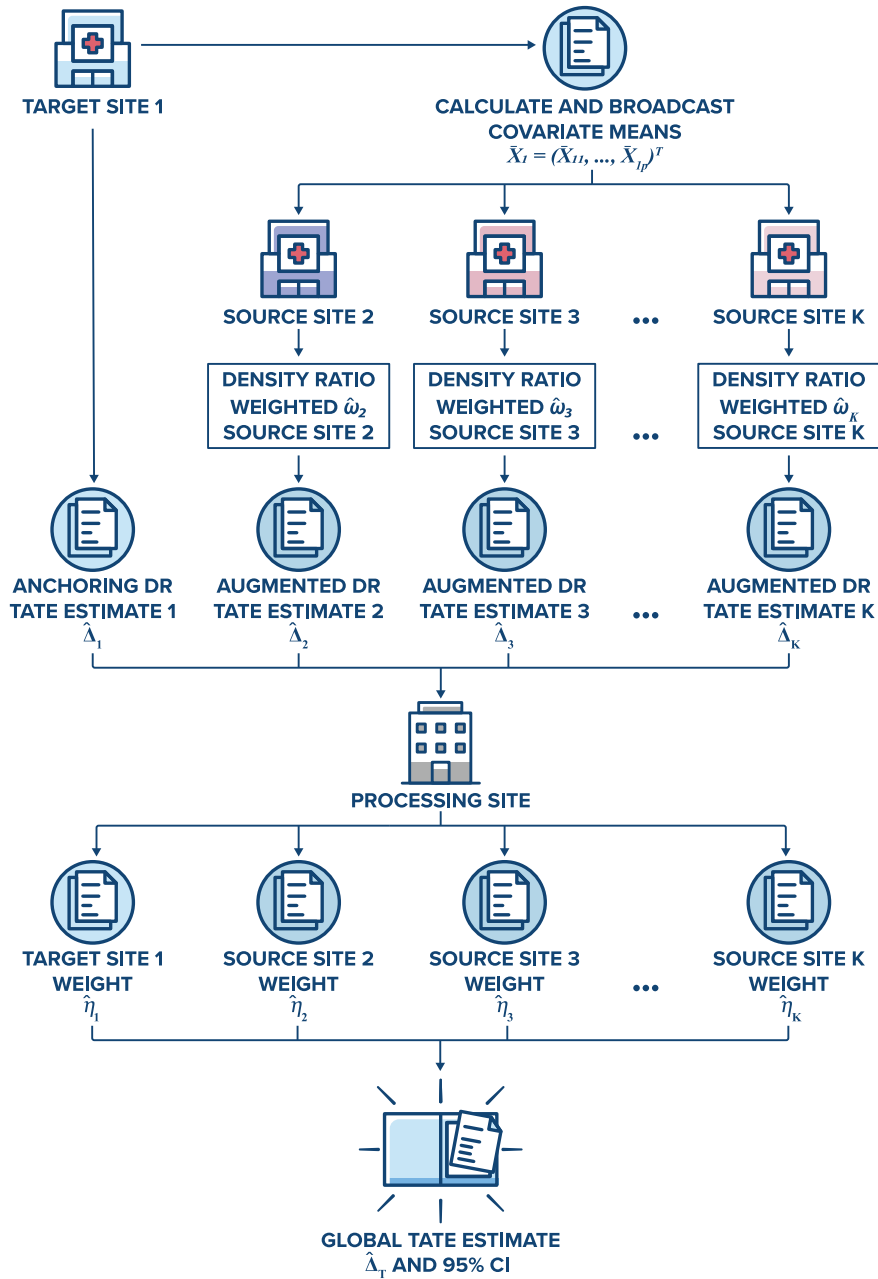 TARGET SITE 1
CALCULATE AND BROADCAST
COVARIATE MEANS
X̄₁ = (X̄₁₁, ..., X̄₁ₚ)ᵀ
SOURCE SITE 2
SOURCE SITE 3
...
SOURCE SITE K
DENSITY RATIO
WEIGHTED ω̂₂
SOURCE SITE 2
DENSITY RATIO
WEIGHTED ω̂₃
SOURCE SITE 3
...
DENSITY RATIO
WEIGHTED ω̂_K
SOURCE SITE K
ANCHORING DR
TATE ESTIMATE 1
Δ̂₁
AUGMENTED DR
TATE ESTIMATE 2
Δ̂₂
AUGMENTED DR
TATE ESTIMATE 3
Δ̂₃
...
AUGMENTED DR
TATE ESTIMATE K
Δ̂_K
PROCESSING SITE
TARGET SITE 1
WEIGHT
η̂₁
SOURCE SITE 2
WEIGHT
η̂₂
SOURCE SITE 3
WEIGHT
η̂₃
...
SOURCE SITE K
WEIGHT
η̂_K
GLOBAL TATE ESTIMATE
Δ̂_T AND 95% CI